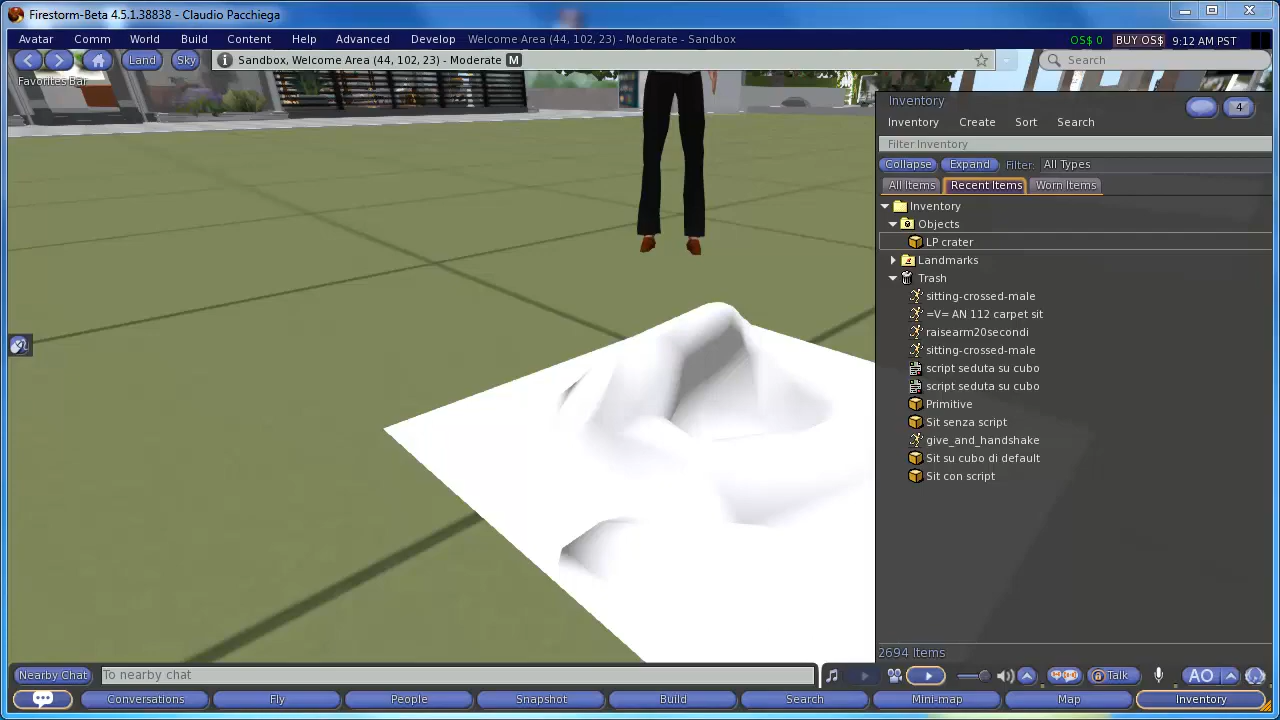 Firestorm-Beta 4.5.1.38838 - Claudio Pacchiega
Avatar Comm World Build Content Help Advanced Develop Welcome Area (44, 102, 23) - Moderate - Sandbox OS$ 0 BUY OS$ 9:12 AM PST
Land Sky Sandbox, Welcome Area (44, 102, 23) - Moderate M Search
Favorites Bar
Inventory 4
Inventory Create Sort Search
Filter Inventory
Collapse Expand Filter: All Types
All Items Recent Items Worn Items
Inventory
Objects
LP crater
Landmarks
Trash
sitting-crossed-male
=V= AN 112 carpet sit
raisearm20secondi
sitting-crossed-male
script seduta su cubo
script seduta su cubo
Primitive
Sit senza script
give_and_handshake
Sit su cubo di default
Sit con script
2694 Items
Nearby Chat To nearby chat Talk AO
Conversations Fly People Snapshot Build Search Mini-map Map Inventory